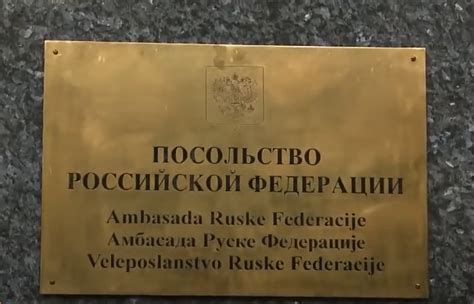 ПОСОЛЬСТВО
РОССИЙСКОЙ ФЕДЕРАЦИИ
Ambasada Ruske Federacije
Амбасада Руске Федерације
Veleposlanstvo Ruske Federacije